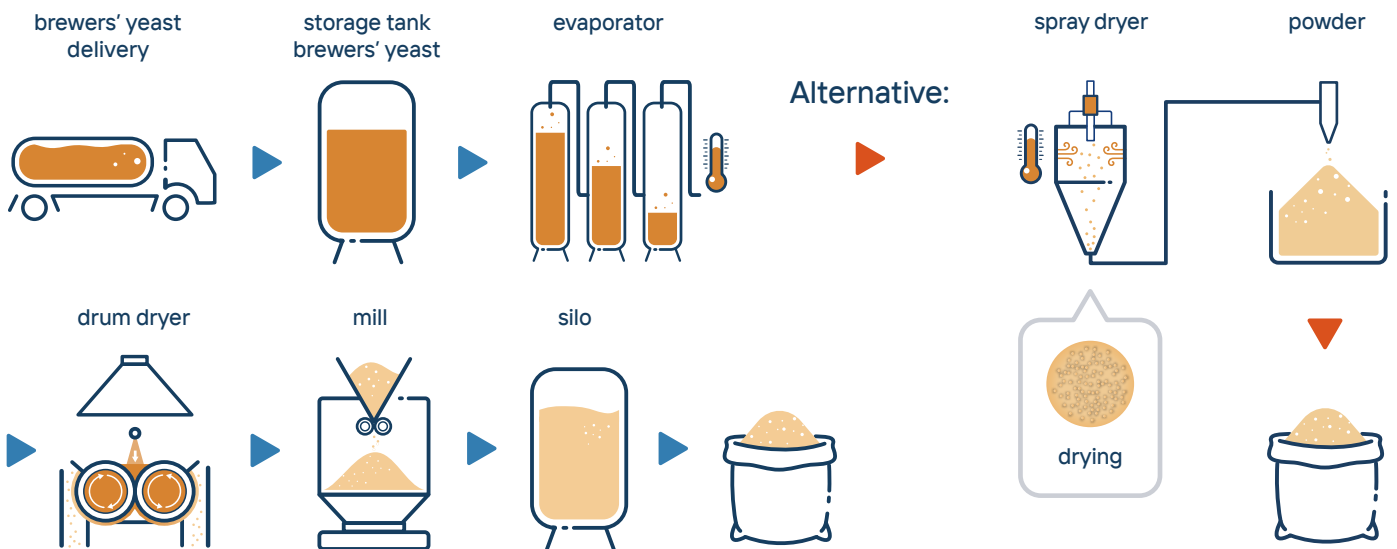 brewers’ yeast
delivery
storage tank
brewers’ yeast
evaporator
Alternative:
spray dryer
powder
drum dryer
mill
silo
drying